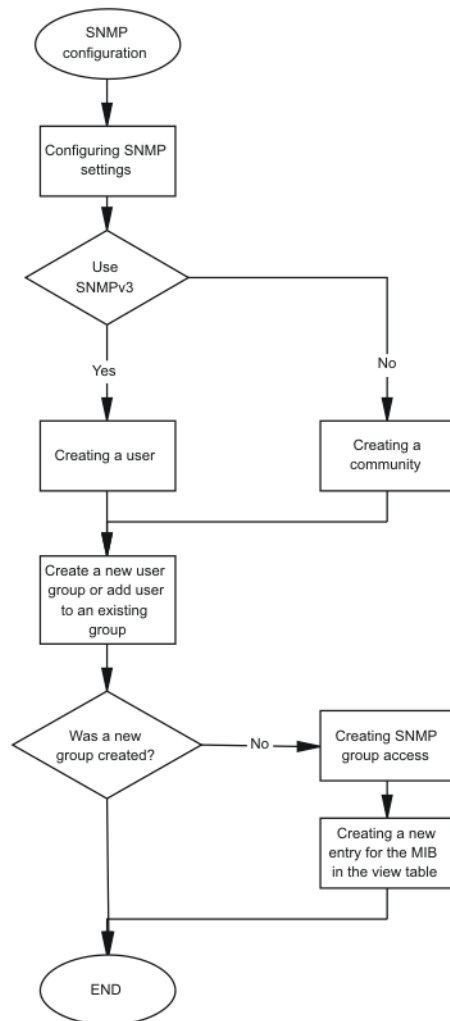 SNMP
configuration
Configuring SNMP
settings
Use
SNMPv3
Yes
No
Creating a user
Creating a
community
Create a new user
group or add user
to an existing
group
Was a new
group created?
No
Creating SNMP
group access
Creating a new
entry for the MIB
in the view table
END